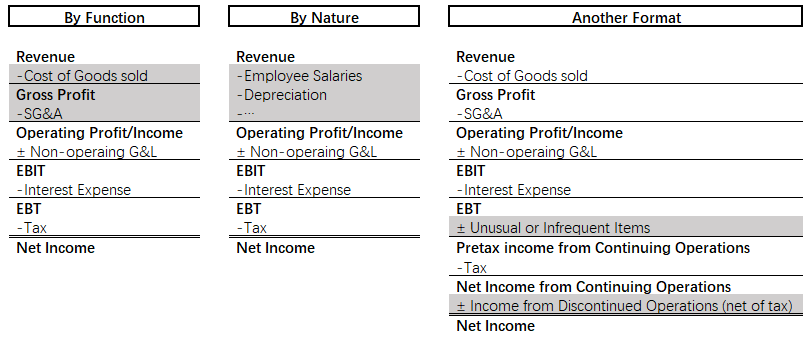 By Function
Revenue
-Cost of Goods sold
Gross Profit
-SG&A
Operating Profit/Income
± Non-operaing G&L
EBIT
-Interest Expense
EBT
-Tax
Net Income
By Nature
Revenue
-Employee Salaries
-Depreciation
-…
Operating Profit/Income
± Non-operaing G&L
EBIT
-Interest Expense
EBT
-Tax
Net Income
Another Format
Revenue
-Cost of Goods sold
Gross Profit
-SG&A
Operating Profit/Income
± Non-operaing G&L
EBIT
-Interest Expense
EBT
± Unusual or Infrequent Items
Pretax income from Continuing Operations
-Tax
Net Income from Continuing Operations
± Income from Discontinued Operations (net of tax)
Net Income